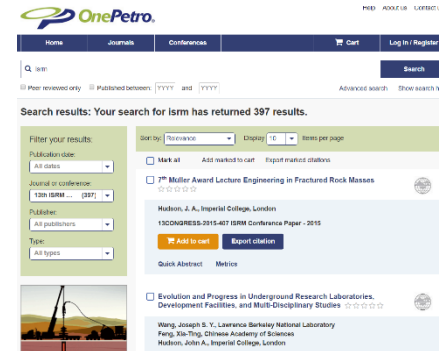 Help About Us Contact U
OnePetro.
Home Journals Conferences Cart Log In / Register
isrm Search
Peer reviewed only Published between: YYYY and YYYY Advanced search Show search h
Search results: Your search for isrm has returned 397 results.
Filter your results:
Publication date:
All dates
Journal or conference:
13th ISRM ... (397)
Publisher:
All publishers
Type:
All types
Sort by: Relevance Display 10 items per page
Mark all Add marked to cart Export marked citations
7th Muller Award Lecture Engineering in Fractured Rock Masses
Hudson, J. A., Imperial College, London
13CONGRESS-2015-407 ISRM Conference Paper - 2015
Add to cart Export citation
Quick Abstract Metrics
Evolution and Progress in Underground Research Laboratories,
Development Facilities, and Multi-Disciplinary Studies
Wang, Joseph S. Y., Lawrence Berkeley National Laboratory
Feng, Xia-Ting, Chinese Academy of Sciences
Hudson, John A., Imperial College, London